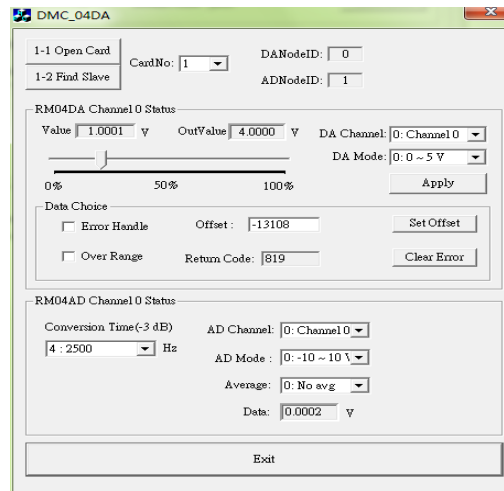 DMC_04DA
1-1 Open Card
1-2 Find Slave
CardNo: 1
DANodeID: 0
ADNodeID: 1
RM04DA Channel 0 Status
Value 1.0001 V OutValue 4.0000 V DA Channel: 0: Channel 0
DA Mode: 0: 0 ~ 5 V
0% 50% 100% Apply
Data Choice
Error Handle Offset : -13108 Set Offset
Over Range Return Code: 819 Clear Error
RM04AD Channel 0 Status
Conversion Time(-3 dB) AD Channel: 0: Channel 0
4 : 2500 Hz AD Mode : 0: -10 ~ 10 V
Average: 0: No avg
Data: 0.0002 V
Exit